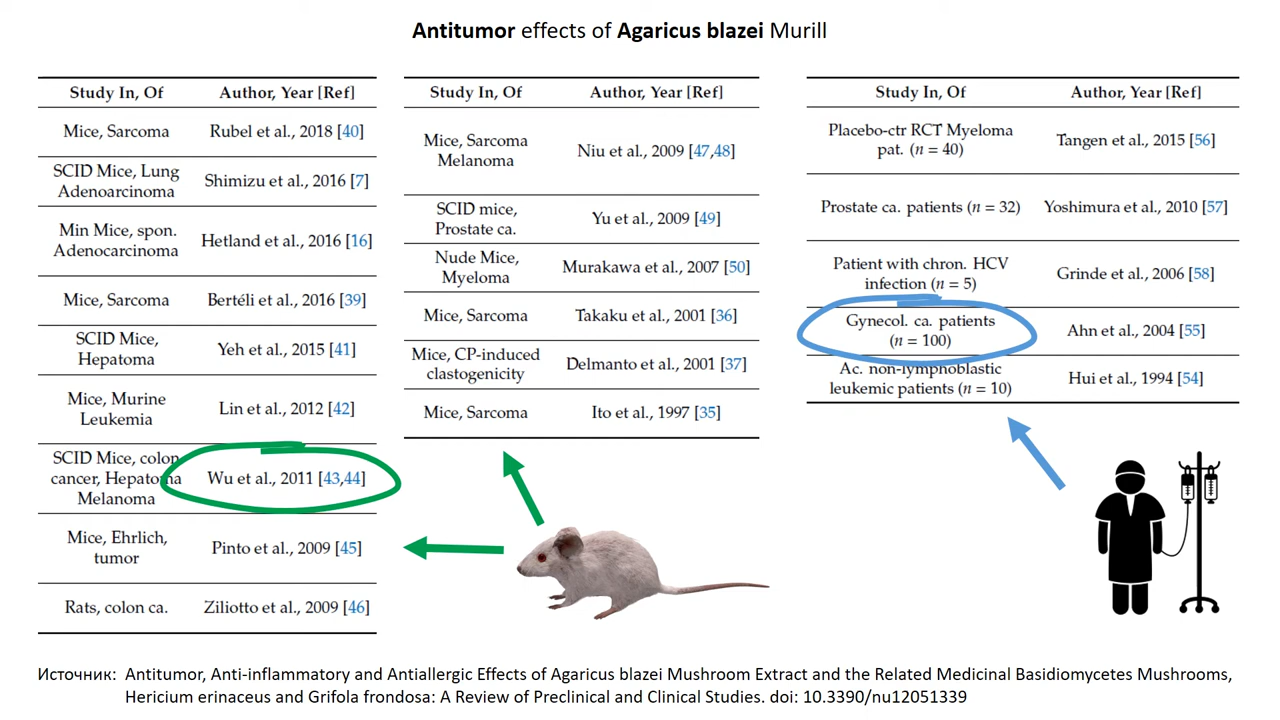 Antitumor effects of Agaricus blazei Murill
Study In, Of Author, Year [Ref]
Mice, Sarcoma Rubel et al., 2018 [40]
SCID Mice, Lung
Adenoarcinoma
Shimizu et al., 2016 [7]
Min Mice, spon.
Adenocarcinoma
Hetland et al., 2016 [16]
Mice, Sarcoma Bertéli et al., 2016 [39]
SCID Mice,
Hepatoma
Yeh et al., 2015 [41]
Mice, Murine
Leukemia
Lin et al., 2012 [42]
SCID Mice, colon
cancer, Hepatoma
Melanoma
Wu et al., 2011 [43,44]
Mice, Ehrlich,
tumor
Pinto et al., 2009 [45]
Rats, colon ca. Ziliotto et al., 2009 [46]
Study In, Of Author, Year [Ref]
Mice, Sarcoma
Melanoma
Niu et al., 2009 [47,48]
SCID mice,
Prostate ca.
Yu et al., 2009 [49]
Nude Mice,
Myeloma
Murakawa et al., 2007 [50]
Mice, Sarcoma Takaku et al., 2001 [36]
Mice, CP-induced
clastogenicity
Delmanto et al., 2001 [37]
Mice, Sarcoma Ito et al., 1997 [35]
Study In, Of Author, Year [Ref]
Placebo-ctr RCT Myeloma
pat. (n = 40)
Tangen et al., 2015 [56]
Prostate ca. patients (n = 32) Yoshimura et al., 2010 [57]
Patient with chron. HCV
infection (n = 5)
Grinde et al., 2006 [58]
Gynecol. ca. patients
(n = 100)
Ahn et al., 2004 [55]
Ac. non-lymphoblastic
leukemic patients (n = 10)
Hui et al., 1994 [54]
Источник: Antitumor, Anti-inflammatory and Antiallergic Effects of Agaricus blazei Mushroom Extract and the Related Medicinal Basidiomycetes Mushrooms,
Hericium erinaceus and Grifola frondosa: A Review of Preclinical and Clinical Studies. doi: 10.3390/nu12051339